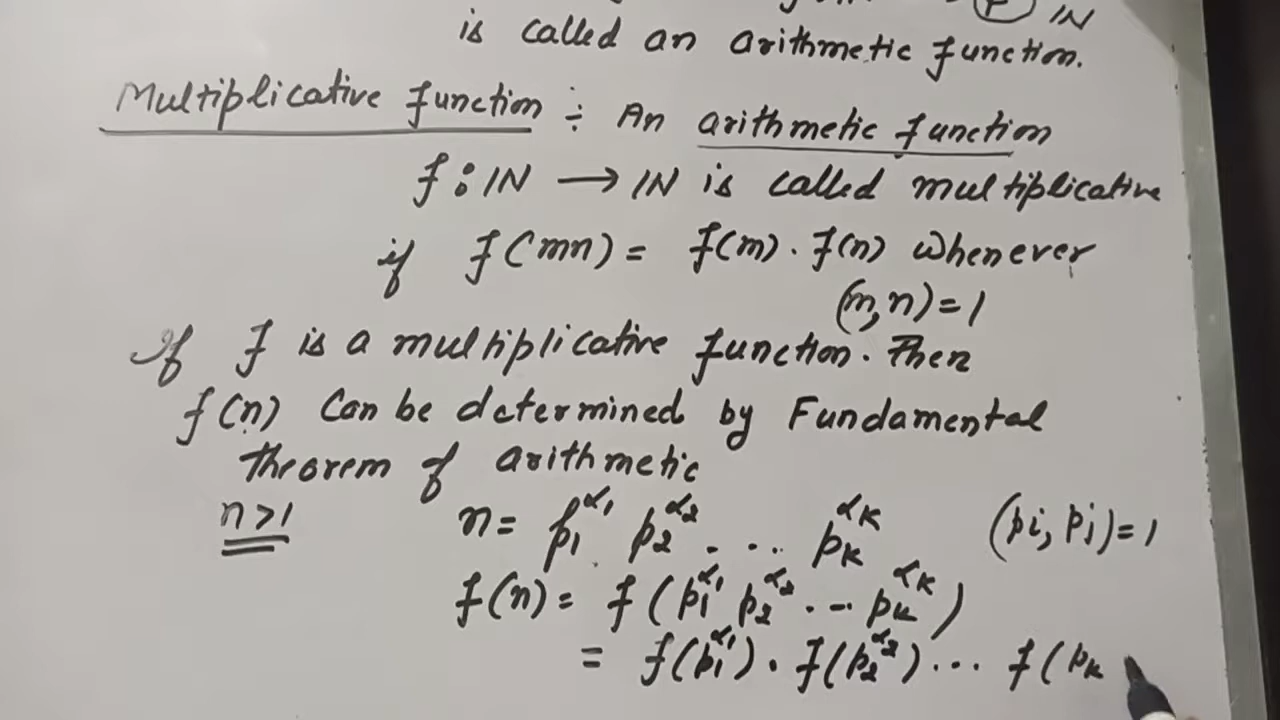 IN
is called an arithmetic function.
Multiplicative function ÷ An arithmetic function
f : IN → IN is called multiplicative
if f(mn) = f(m) . f(n) whenever
(m,n)=1
If f is a multiplicative function. Then
f(n) Can be determined by Fundamental
theorem of arithmetic
n>1 n = p₁^α₁ p₂^α₂ . ... pₖ^αₖ (pi, pj)=1
f(n) = f(p₁^α₁ p₂^α₂ ... pₖ^αₖ)
= f(p₁^α₁) . f(p₂^α₂) ... f(pₖ